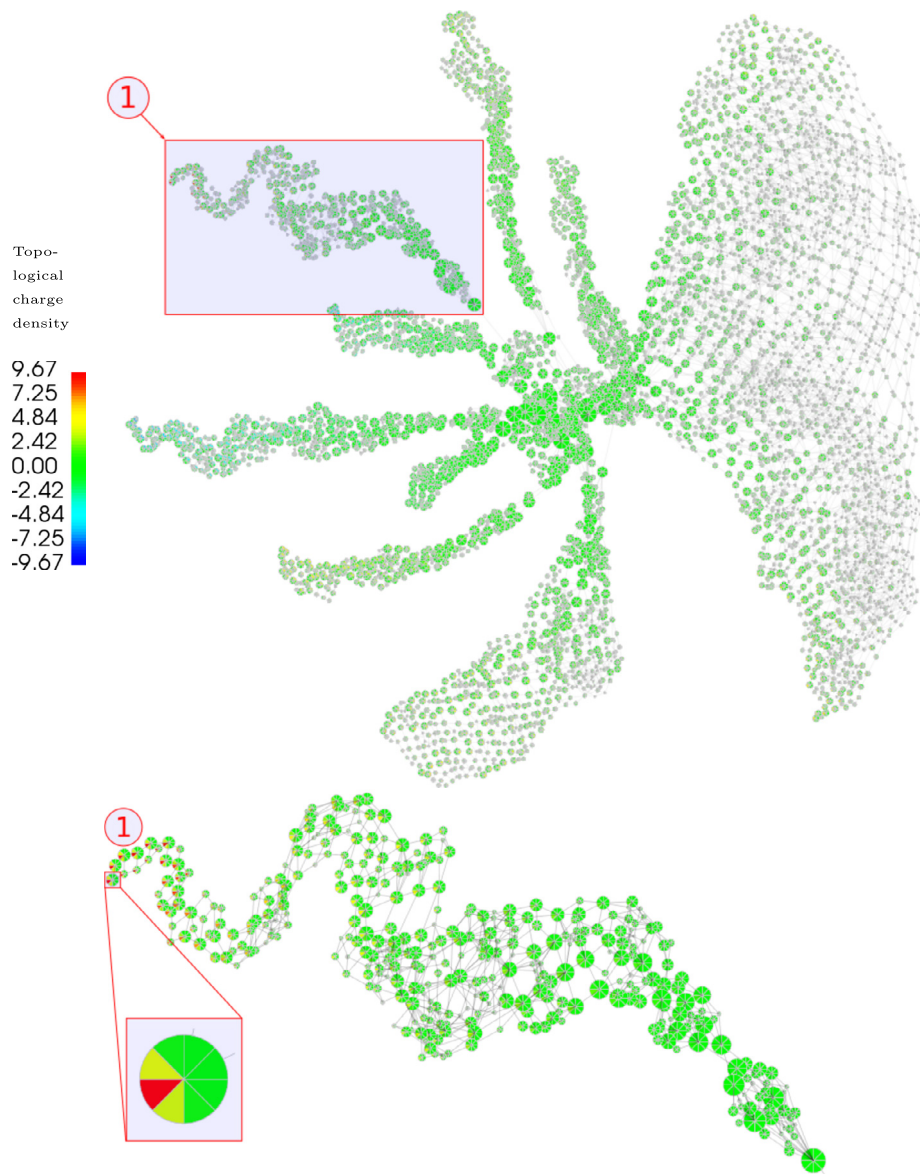 1
Topo-
logical
charge
density
9.67
7.25
4.84
2.42
0.00
-2.42
-4.84
-7.25
-9.67
1